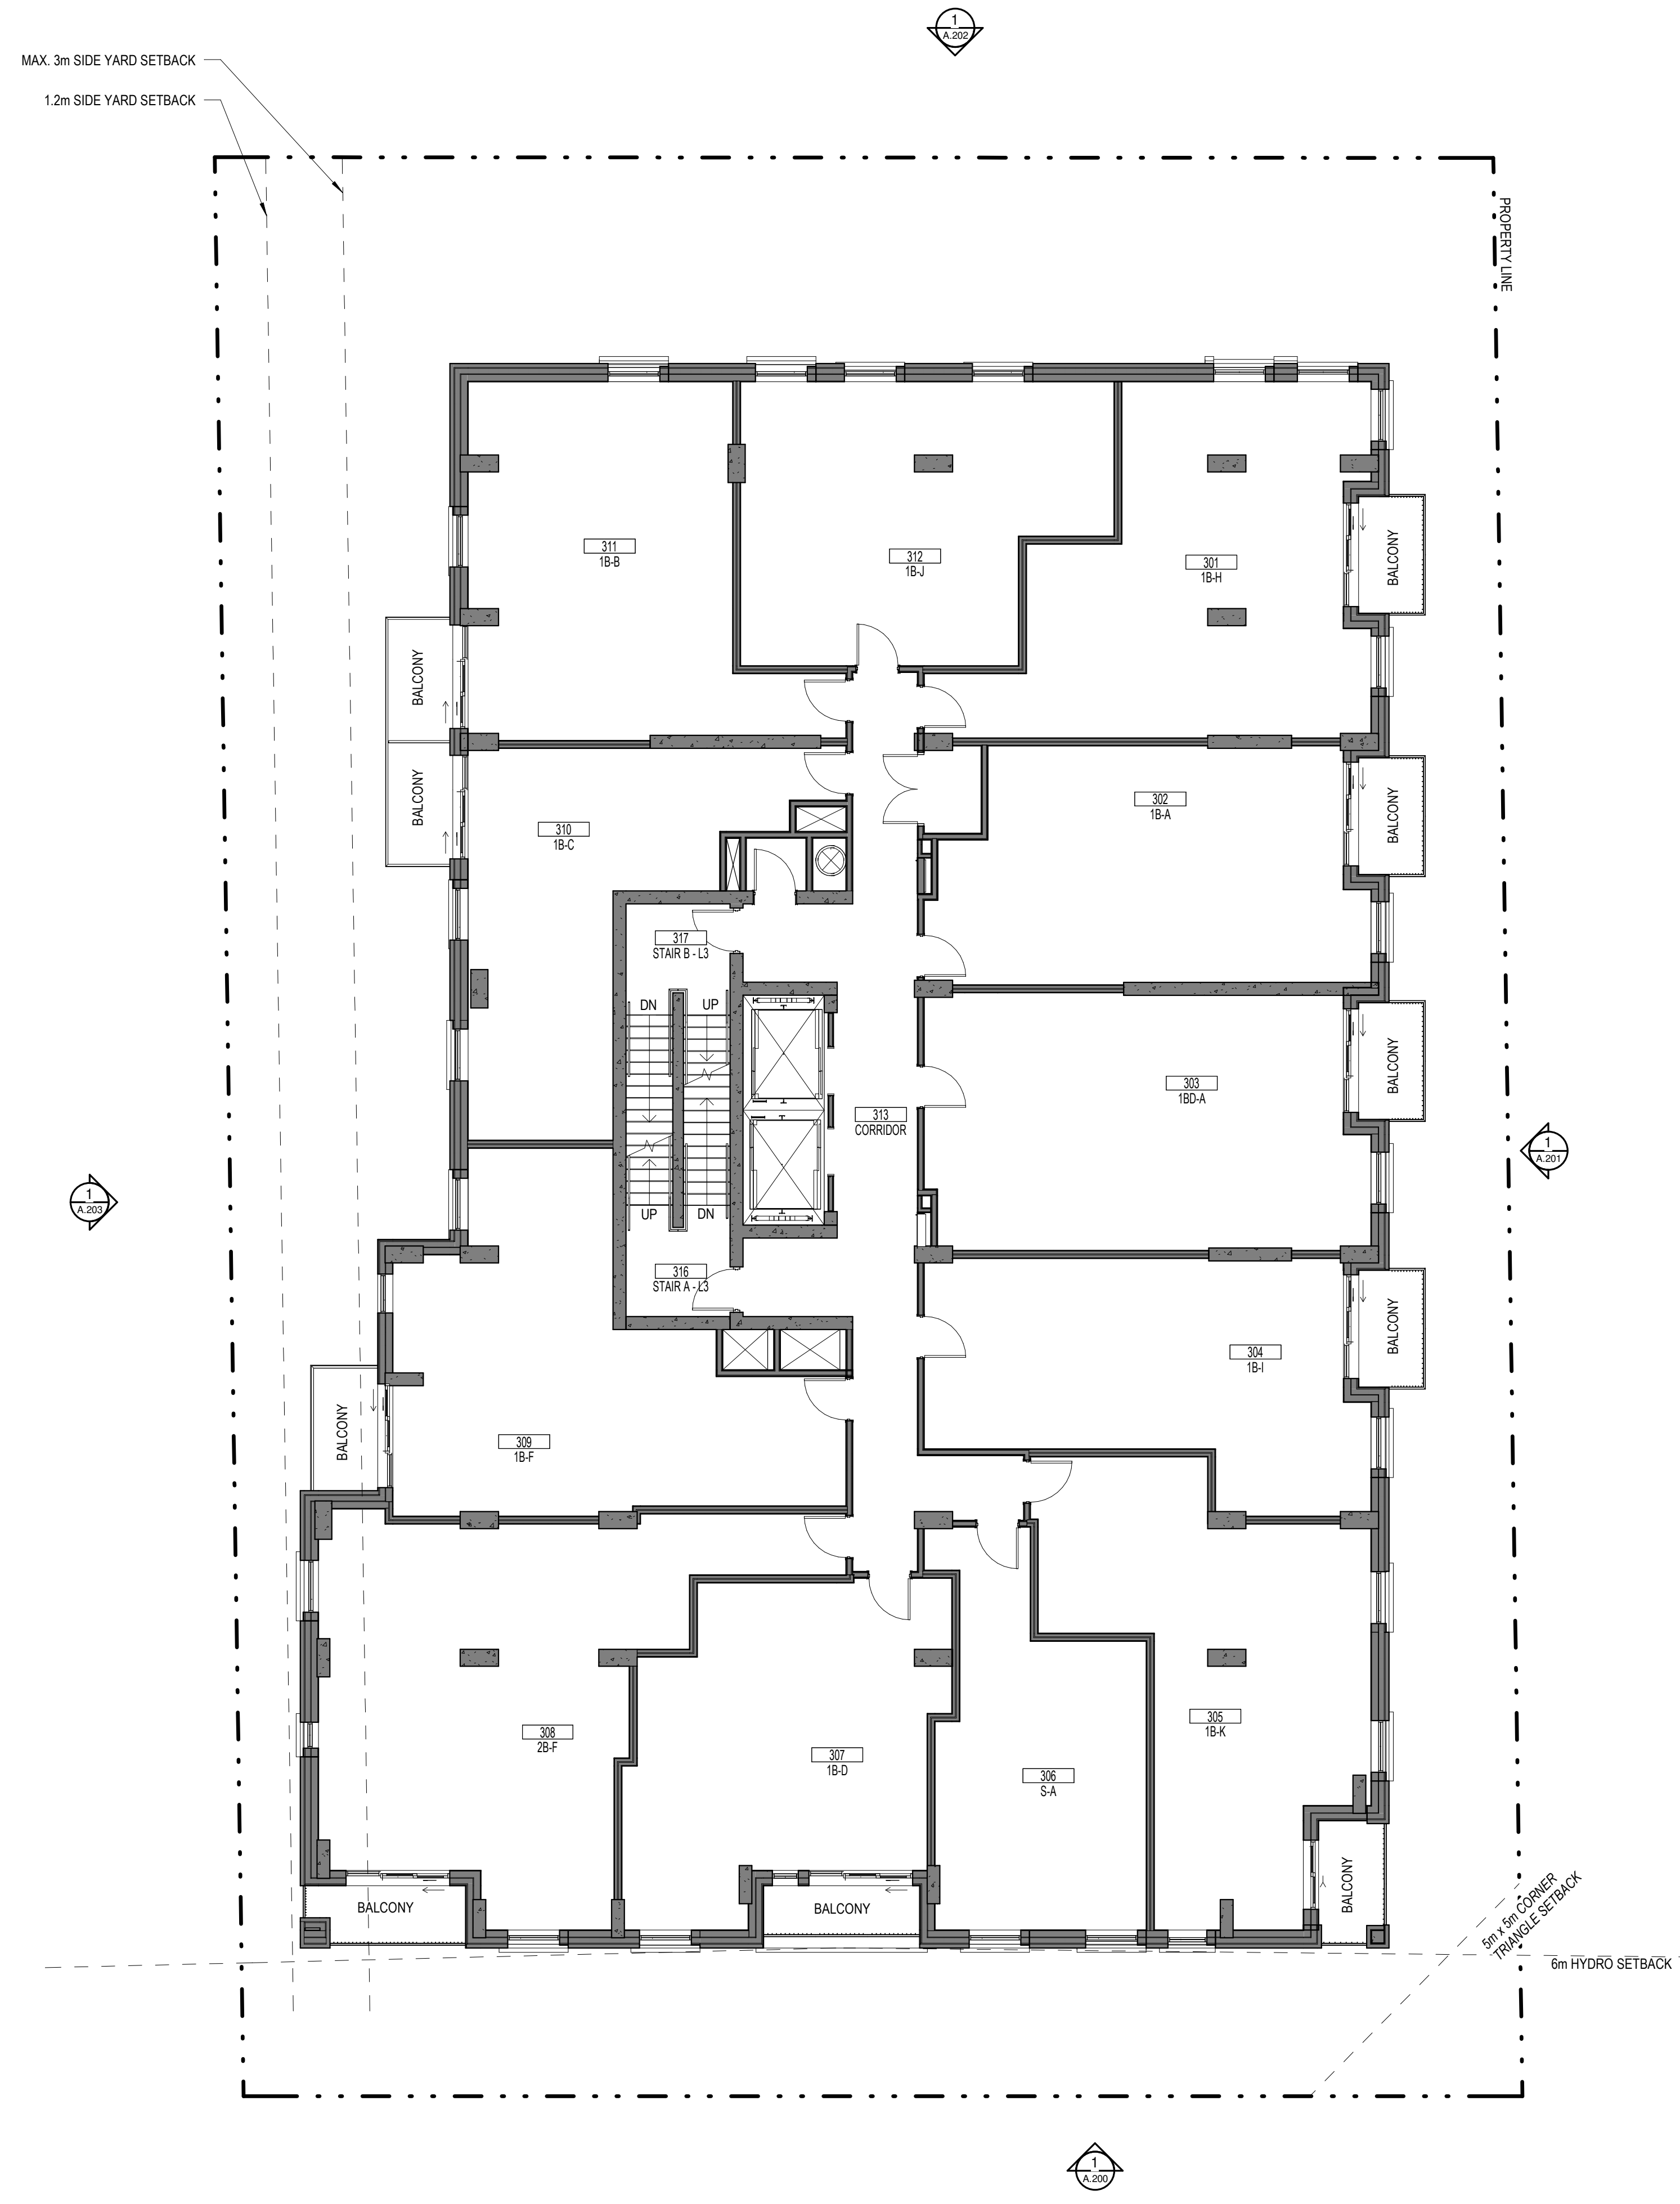 1
A.202
MAX. 3m SIDE YARD SETBACK
1.2m SIDE YARD SETBACK
PROPERTY LINE
311
1B-B
312
1B-J
301
1B-H
BALCONY
BALCONY
BALCONY
310
1B-C
302
1B-A
BALCONY
317
STAIR B - L3
DN
UP
303
1BD-A
BALCONY
313
CORRIDOR
1
A.201
1
A.203
UP
DN
316
STAIR A - L3
304
1B-I
BALCONY
309
1B-F
BALCONY
308
2B-F
307
1B-D
306
S-A
305
1B-K
BALCONY
BALCONY
BALCONY
5m x 5m CORNER
TRIANGLE SETBACK
6m HYDRO SETBACK
1
A.200